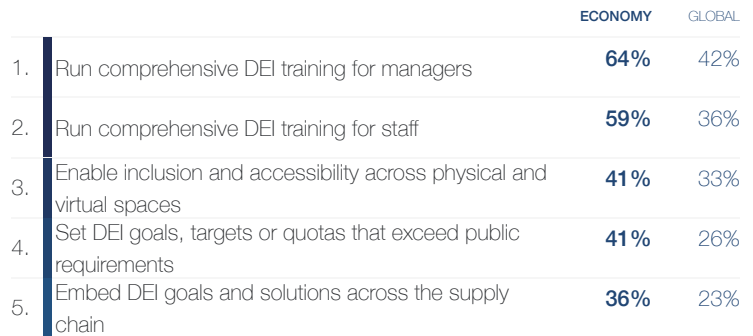 ECONOMY GLOBAL
1. Run comprehensive DEI training for managers 64% 42%
2. Run comprehensive DEI training for staff 59% 36%
3. Enable inclusion and accessibility across physical and virtual spaces 41% 33%
4. Set DEI goals, targets or quotas that exceed public requirements 41% 26%
5. Embed DEI goals and solutions across the supply chain 36% 23%